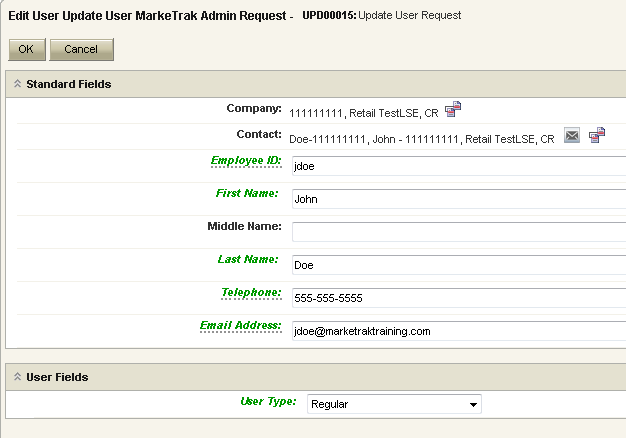 Edit User Update User MarkeTrak Admin Request - UPD00015: Update User Request
OK Cancel
Standard Fields
Company: 111111111, Retail TestLSE, CR
Contact: Doe-111111111, John - 111111111, Retail TestLSE, CR
Employee ID: jdoe
First Name: John
Middle Name:
Last Name: Doe
Telephone: 555-555-5555
Email Address: jdoe@marketraktraining.com
User Fields
User Type: Regular